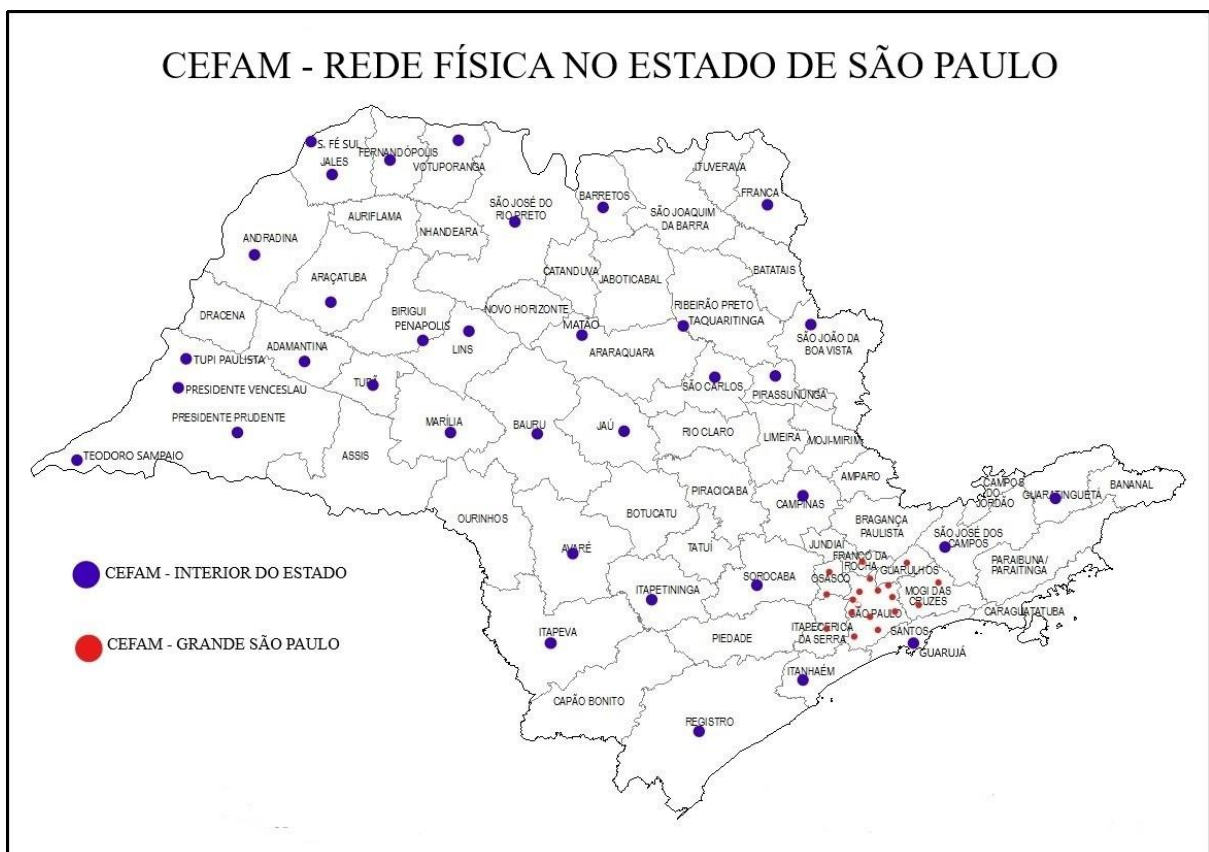 CEFAM - REDE FÍSICA NO ESTADO DE SÃO PAULO
S. FÉ SUL
JALES
FERNANDÓPOLIS
VOTUPORANGA
ITUVERAVA
FRANCA
BARRETOS
SÃO JOSÉ DO
RIO PRETO
SÃO JOAQUIM
DA BARRA
AURIFLAMA
NHANDEARA
ANDRADINA
ARAÇATUBA
CATANDUVA
JABOTICABAL
BATATAIS
DRACENA
BIRIGUI
PENAPOLIS
NOVO HORIZONTE
RIBEIRÃO PRETO
TAQUARITINGA
MATÃO
LINS
ARARAQUARA
SÃO JOÃO DA
BOA VISTA
ADAMANTINA
TUPI PAULISTA
TUPÃ
SÃO CARLOS
PIRASSUNUNGA
PRESIDENTE VENCESLAU
PRESIDENTE PRUDENTE
MARÍLIA
BAURU
JAÚ
RIO CLARO
LIMEIRA
MOJI-MIRIM
TEODORO SAMPAIO
ASSIS
AMPARO
PIRACICABA
CAMPINAS
CAMPOS
DO
JORDÃO
GUARATINGUETÁ
BANANAL
OURINHOS
BOTUCATU
BRAGANÇA
PAULISTA
AVARÉ
TATUÍ
JUNDIAÍ
SÃO JOSÉ DOS
CAMPOS
FRANCO DA
ROCHA
GUARULHOS
PARAIBUNA/
PARAITINGA
CEFAM - INTERIOR DO ESTADO
ITAPETININGA
SOROCABA
OSASCO
MOGI DAS
CRUZES
SÃO PAULO
CARAGUATATUBA
ITAPEVA
PIEDADE
ITAPECERICA
DA SERRA
SANTOS
GUARUJÁ
CEFAM - GRANDE SÃO PAULO
ITANHAÉM
CAPÃO BONITO
REGISTRO